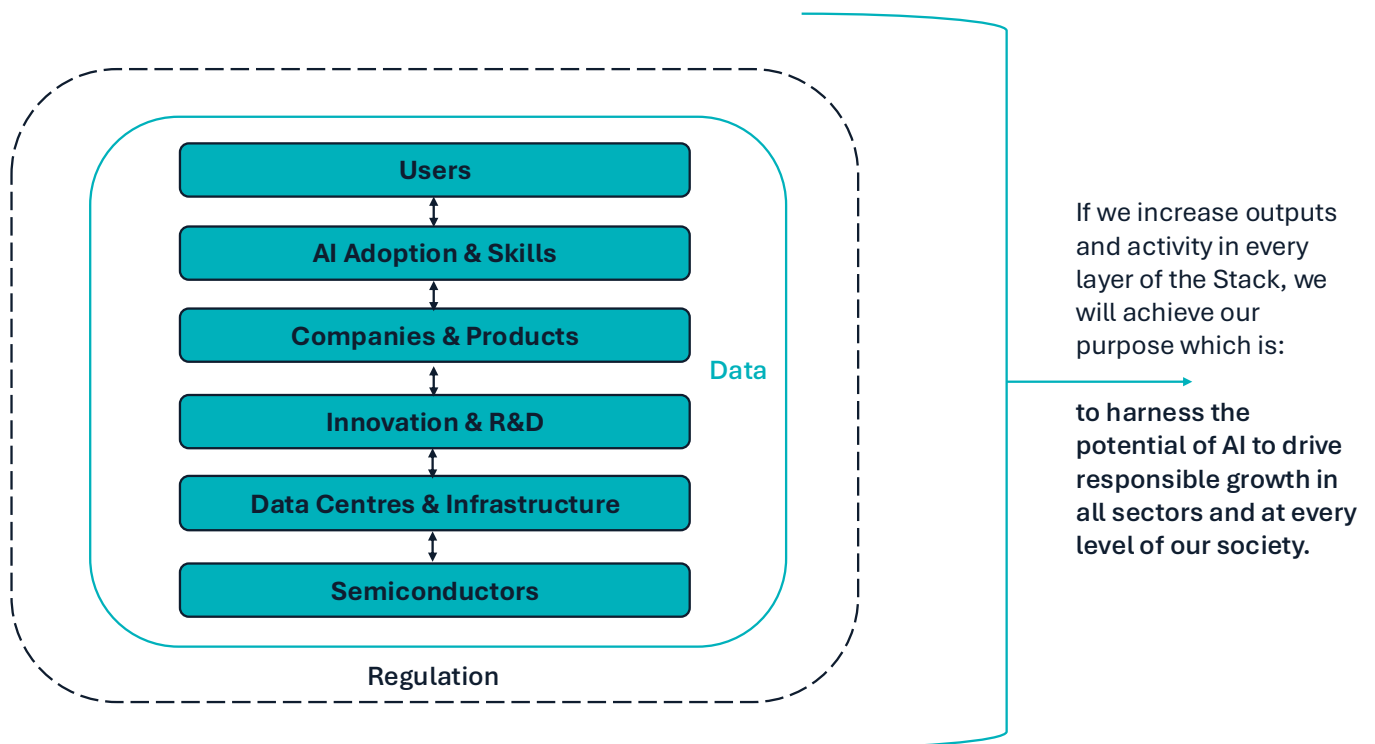 Users
AI Adoption & Skills
Companies & Products
Data
Innovation & R&D
Data Centres & Infrastructure
Semiconductors
Regulation
If we increase outputs
and activity in every
layer of the Stack, we
will achieve our
purpose which is:
to harness the
potential of AI to drive
responsible growth in
all sectors and at every
level of our society.